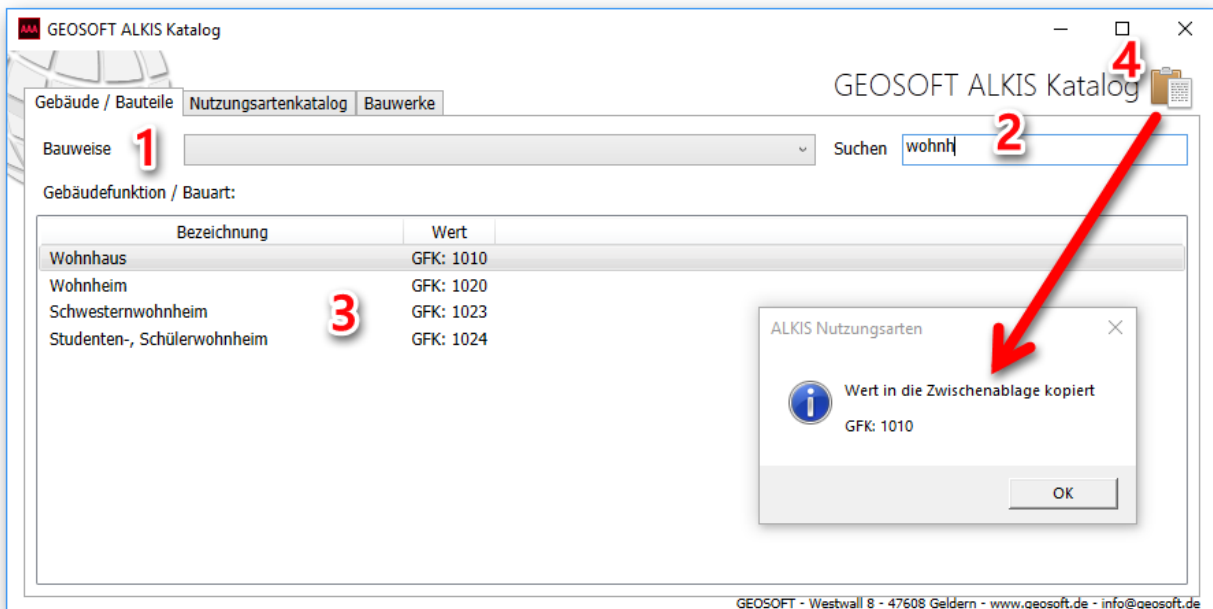 AAA GEOSOFT ALKIS Katalog
4
GEOSOFT ALKIS Katalog
Gebäude / Bauteile Nutzungsartenkatalog Bauwerke
Bauweise 1 Suchen wohnh 2
Gebäudefunktion / Bauart:
Bezeichnung Wert
Wohnhaus GFK: 1010
Wohnheim GFK: 1020
Schwesternwohnheim GFK: 1023
Studenten-, Schülerwohnheim GFK: 1024
3
ALKIS Nutzungsarten
Wert in die Zwischenablage kopiert
GFK: 1010
OK
GEOSOFT - Westwall 8 - 47608 Geldern - www.geosoft.de - info@geosoft.de